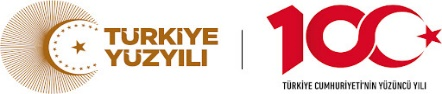 TÜRKİYE
YÜZYILI
100
TÜRKİYE CUMHURİYETİ'NİN YÜZÜNCÜ YILI